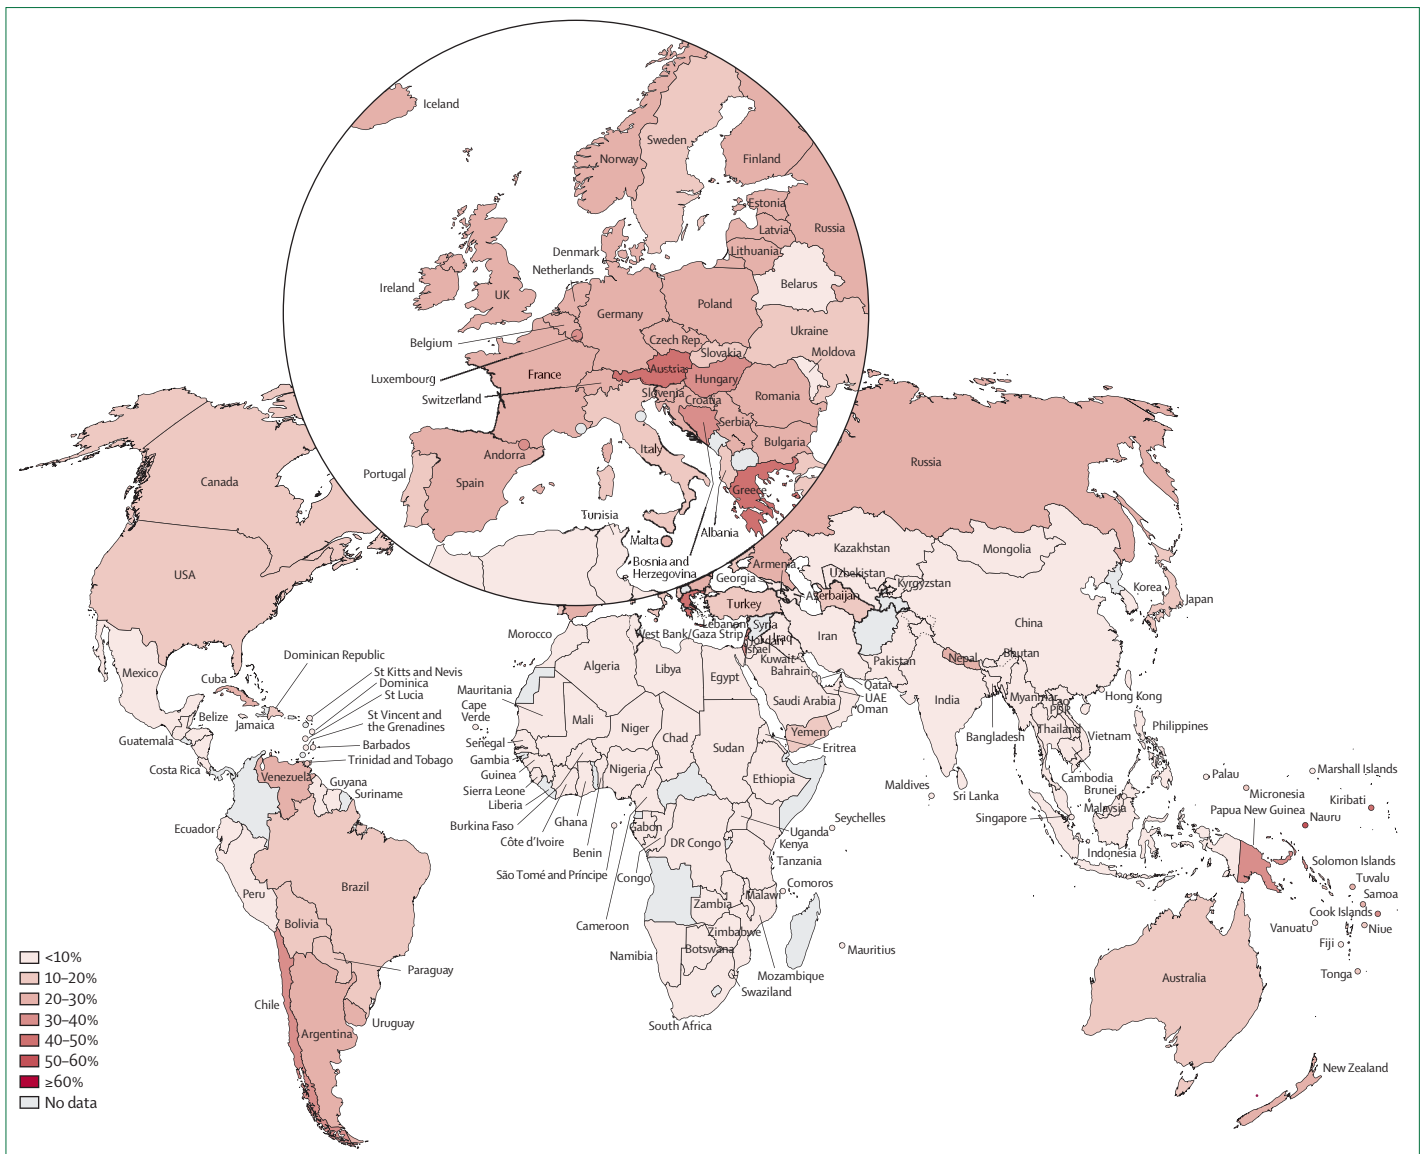 Iceland
Sweden
Norway
Finland
Estonia
Latvia
Russia
Lithuania
Denmark
Netherlands
Belarus
Ireland
UK
Poland
Germany
Ukraine
Belgium
Czech Rep
Slovakia
Moldova
Luxembourg
France
Austria
Hungary
Switzerland
Slovenia
Croatia
Romania
Serbia
Bulgaria
Andorra
Italy
Portugal
Spain
Greece
Tunisia
Malta
Albania
Bosnia and
Herzegovina
Canada
USA
Russia
Kazakhstan
Mongolia
Armenia
Georgia
Uzbekistan
Kyrgyzstan
Azerbaijan
Korea
Japan
Turkey
China
Morocco
Lebanon
Syria
West Bank/Gaza Strip
Iraq
Jordan
Israel
Iran
Kuwait
Bahrain
Pakistan
Nepal
Bhutan
Dominican Republic
St Kitts and Nevis
Dominica
St Lucia
St Vincent and
the Grenadines
Barbados
Trinidad and Tobago
Mexico
Cuba
Belize
Jamaica
Guatemala
Costa Rica
Venezuela
Guyana
Suriname
Ecuador
Peru
Brazil
Bolivia
Paraguay
Chile
Uruguay
Argentina
Algeria
Libya
Egypt
Saudi Arabia
Qatar
UAE
Oman
India
Myanmar
Lao
PDR
Thailand
Vietnam
Hong Kong
Philippines
Bangladesh
Mauritania
Cape
Verde
Mali
Niger
Chad
Sudan
Yemen
Eritrea
Senegal
Gambia
Guinea
Sierra Leone
Liberia
Burkina Faso
Côte d'Ivoire
Ghana
Benin
Nigeria
Ethiopia
São Tomé and Príncipe
Cameroon
Gabon
Congo
DR Congo
Uganda
Kenya
Tanzania
Seychelles
Comoros
Maldives
Sri Lanka
Cambodia
Brunei
Malaysia
Singapore
Indonesia
Palau
Marshall Islands
Micronesia
Papua New Guinea
Kiribati
Nauru
Solomon Islands
Tuvalu
Samoa
Cook Islands
Vanuatu
Niue
Fiji
Tonga
Malawi
Zambia
Zimbabwe
Botswana
Namibia
Mozambique
Swaziland
South Africa
Mauritius
Australia
New Zealand
<10%
10–20%
20–30%
30–40%
40–50%
50–60%
≥60%
No data